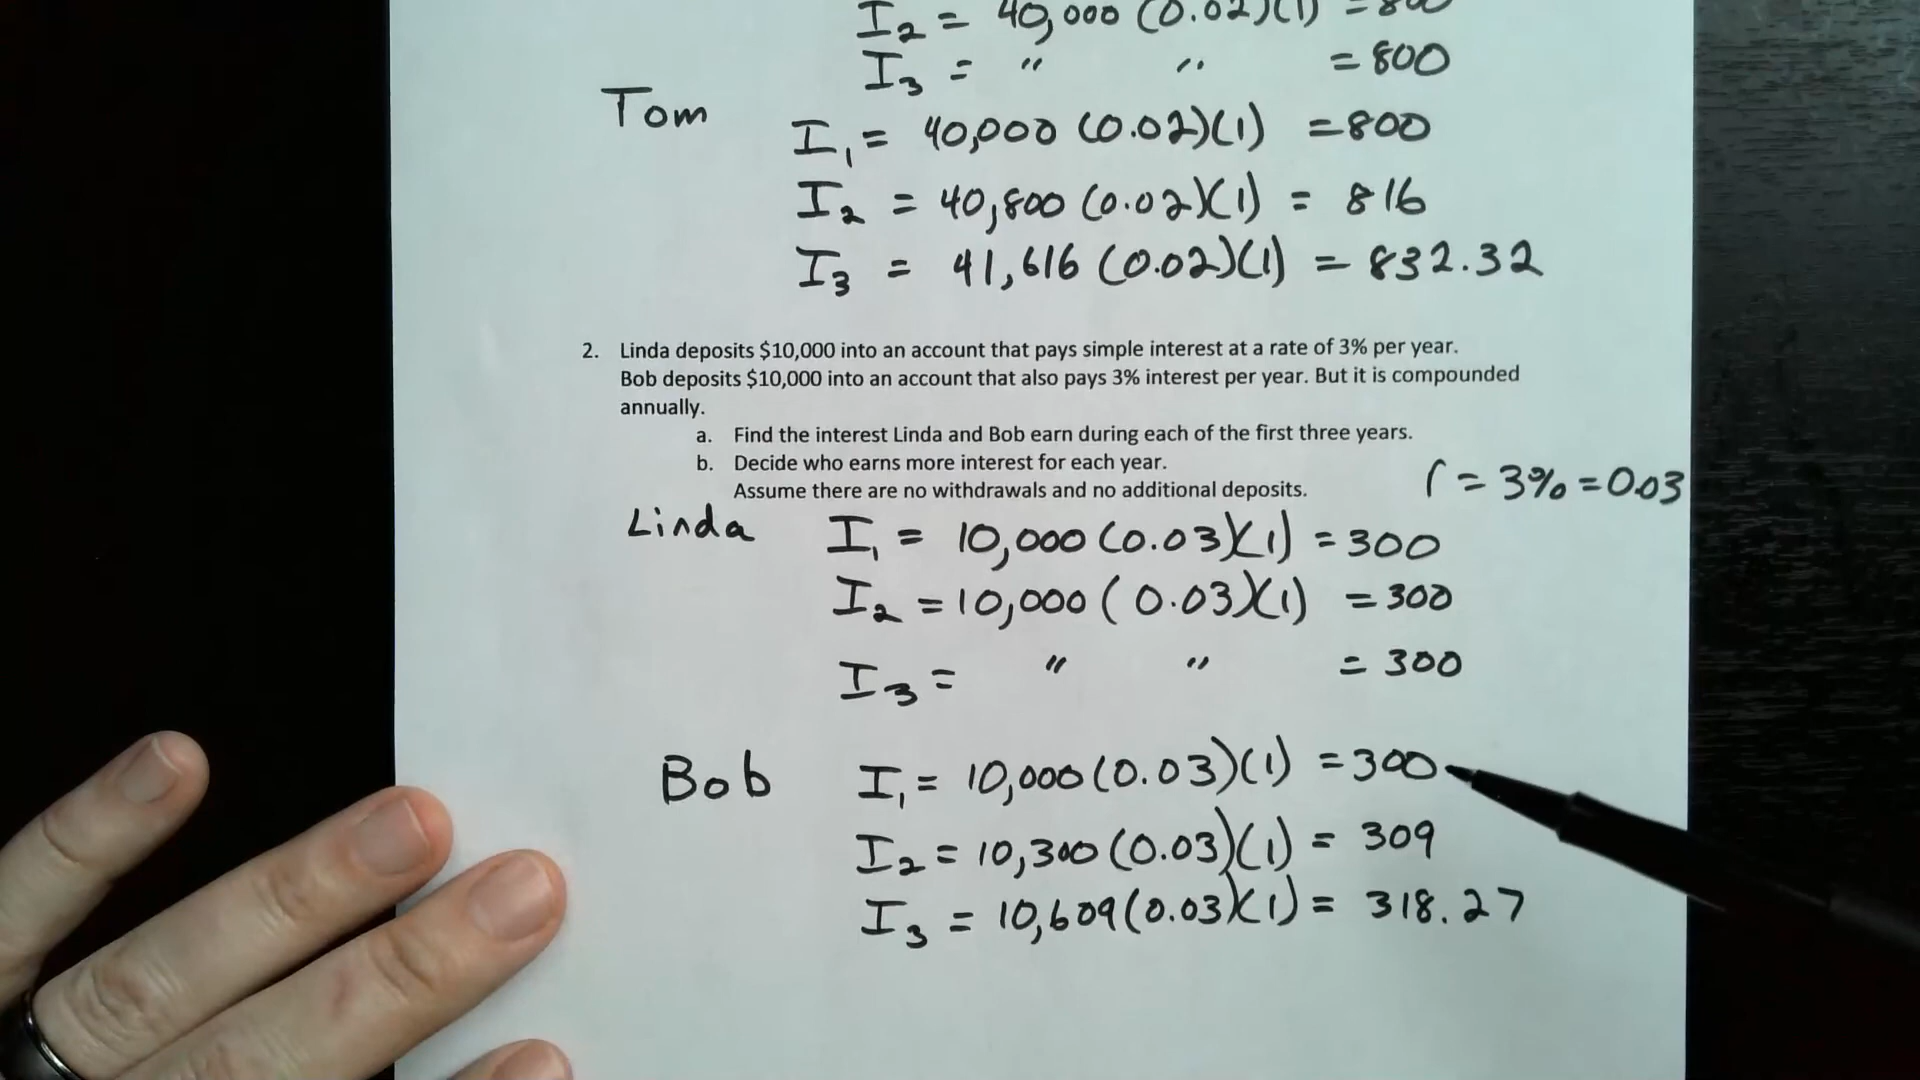 I2 = 40,000 (0.02)(1) = 800
I3 = " " = 800
Tom
I1 = 40,000 (0.02)(1) = 800
I2 = 40,800 (0.02)(1) = 816
I3 = 41,616 (0.02)(1) = 832.32
2. Linda deposits $10,000 into an account that pays simple interest at a rate of 3% per year.
Bob deposits $10,000 into an account that also pays 3% interest per year. But it is compounded
annually.
a. Find the interest Linda and Bob earn during each of the first three years.
b. Decide who earns more interest for each year.
Assume there are no withdrawals and no additional deposits.
r = 3% = 0.03
Linda I1 = 10,000 (0.03)(1) = 300
I2 = 10,000 (0.03)(1) = 300
I3 = " " = 300
Bob I1 = 10,000 (0.03)(1) = 300
I2 = 10,300 (0.03)(1) = 309
I3 = 10,609 (0.03)(1) = 318.27